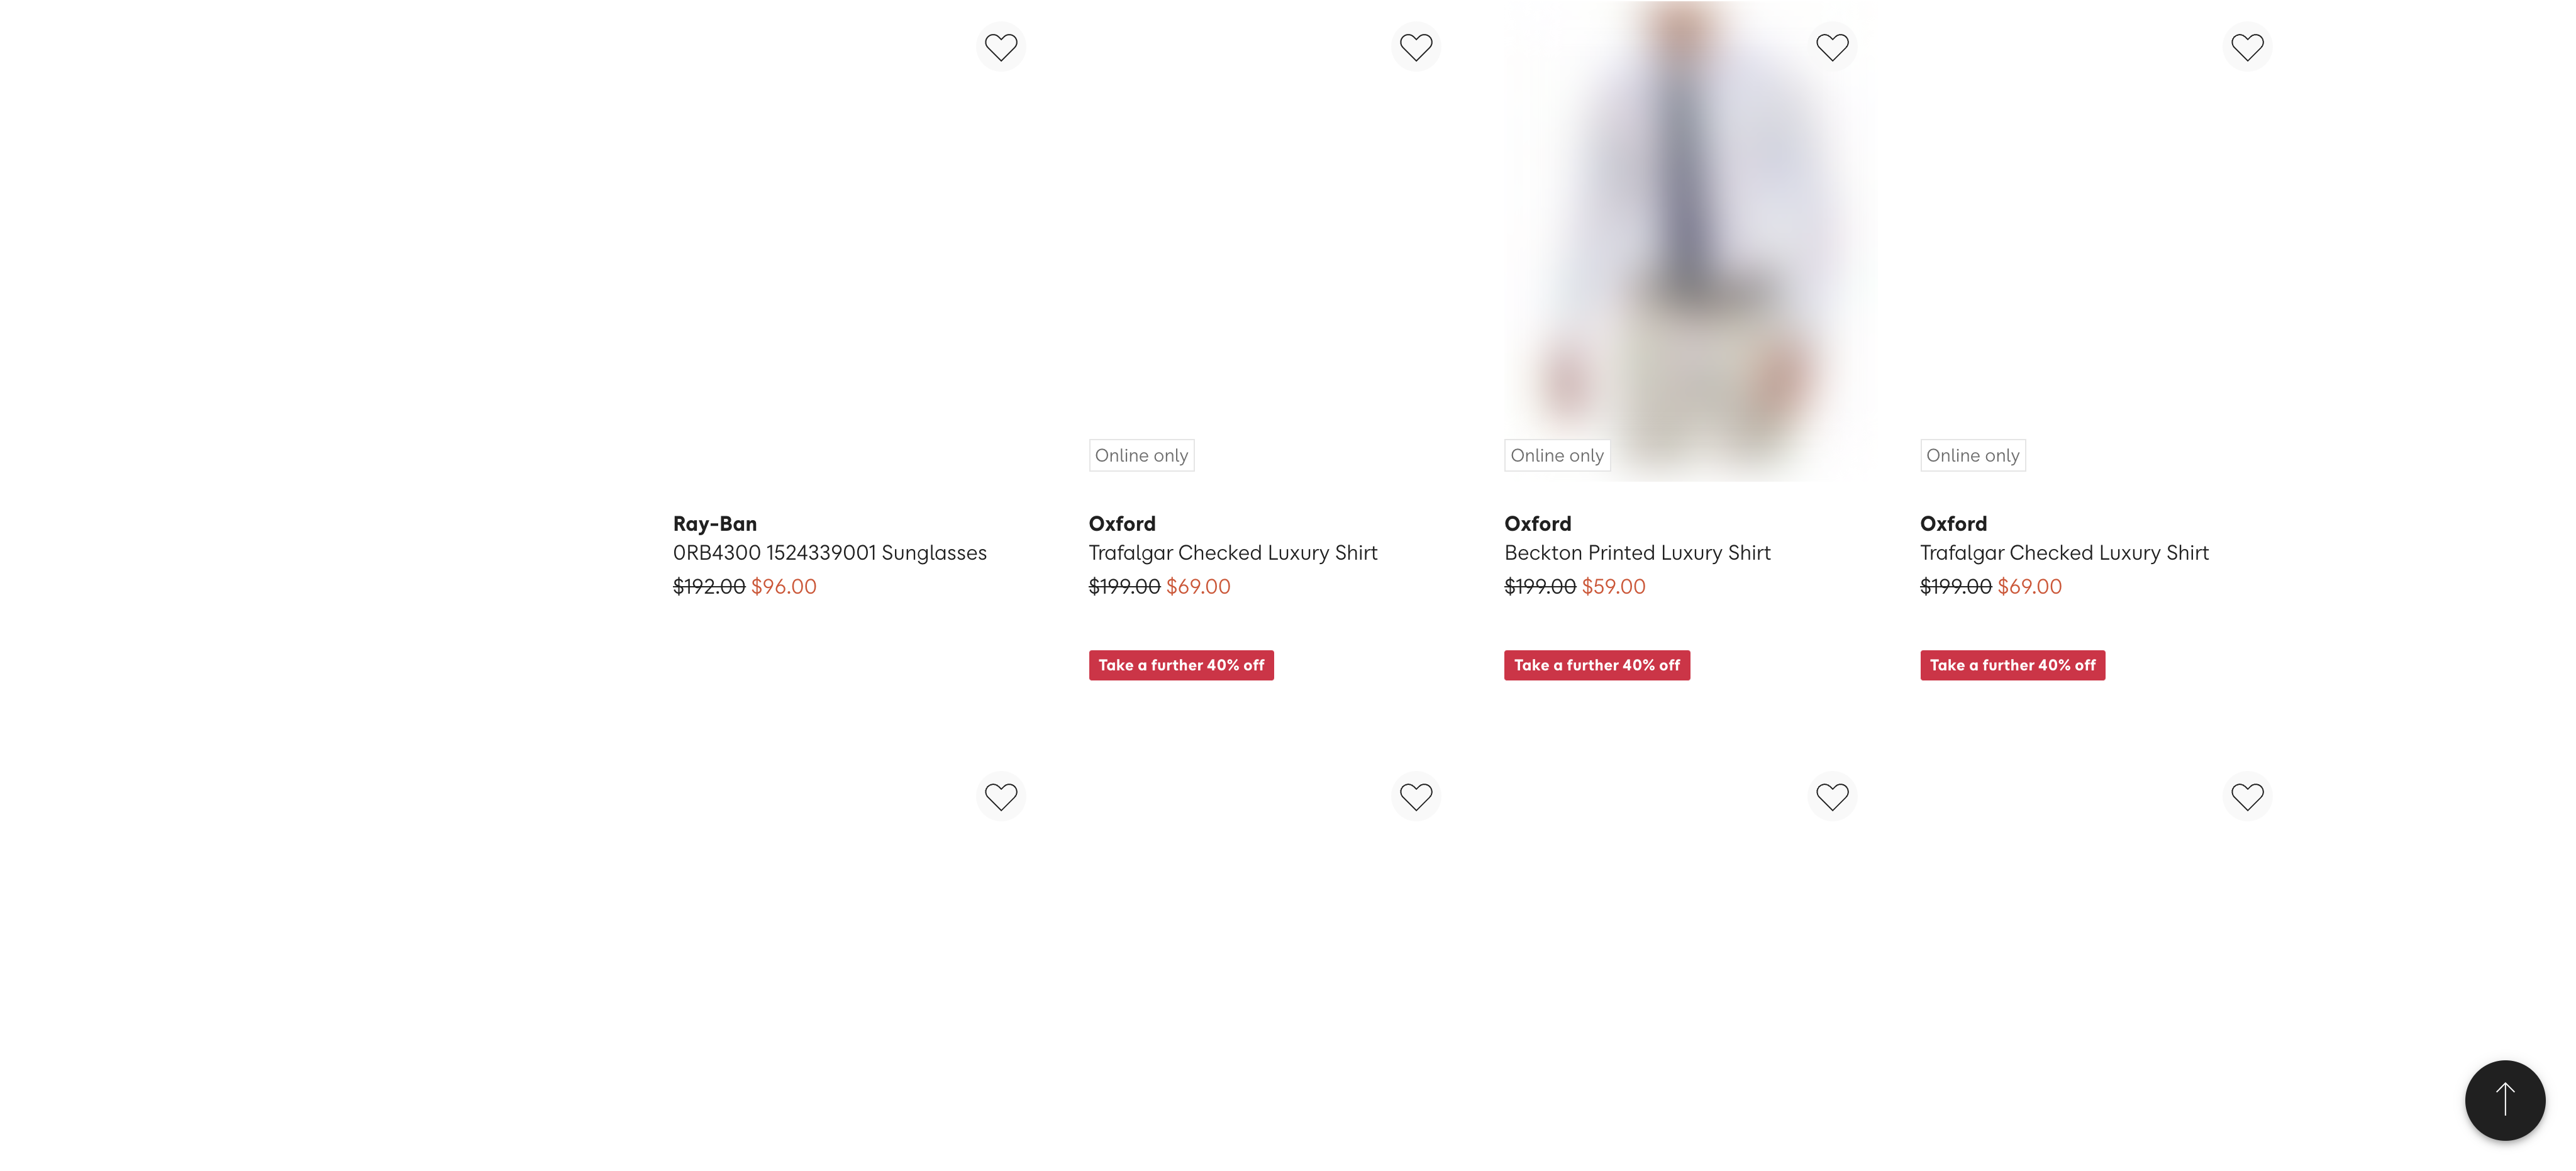 Online only
Online only
Online only
Ray-Ban
0RB4300 1524339001 Sunglasses
$192.00 $96.00
Oxford
Trafalgar Checked Luxury Shirt
$199.00 $69.00
Take a further 40% off
Oxford
Beckton Printed Luxury Shirt
$199.00 $59.00
Take a further 40% off
Oxford
Trafalgar Checked Luxury Shirt
$199.00 $69.00
Take a further 40% off